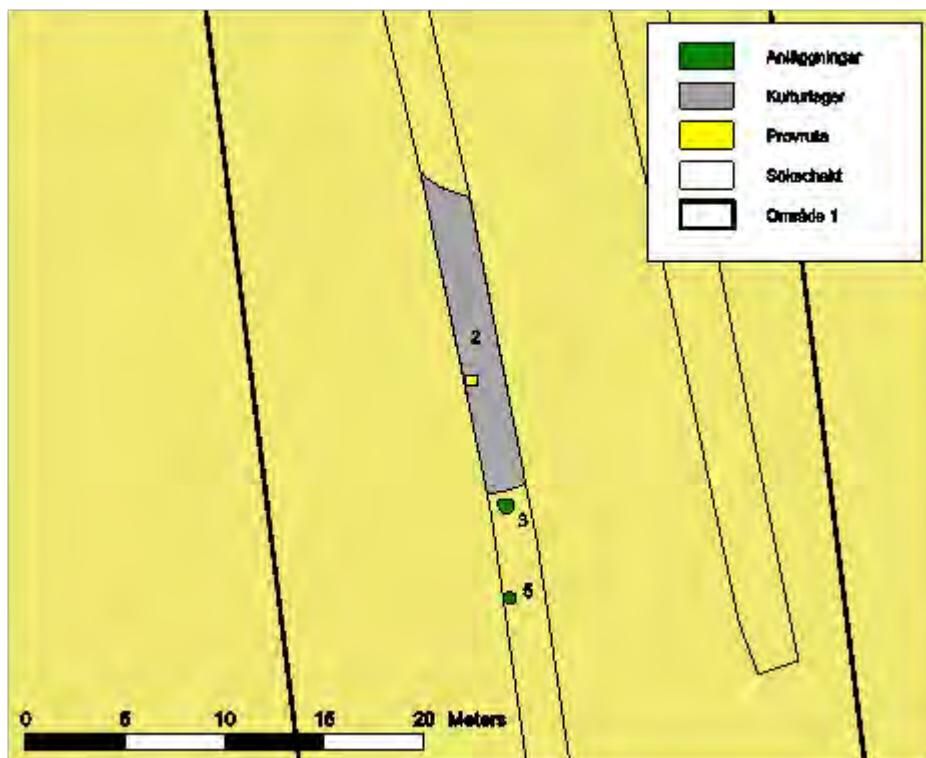 Anläggningar
Kulturlager
Provruta
Sökschakt
Område 1
2
3
5
0 5 10 15 20 Meters